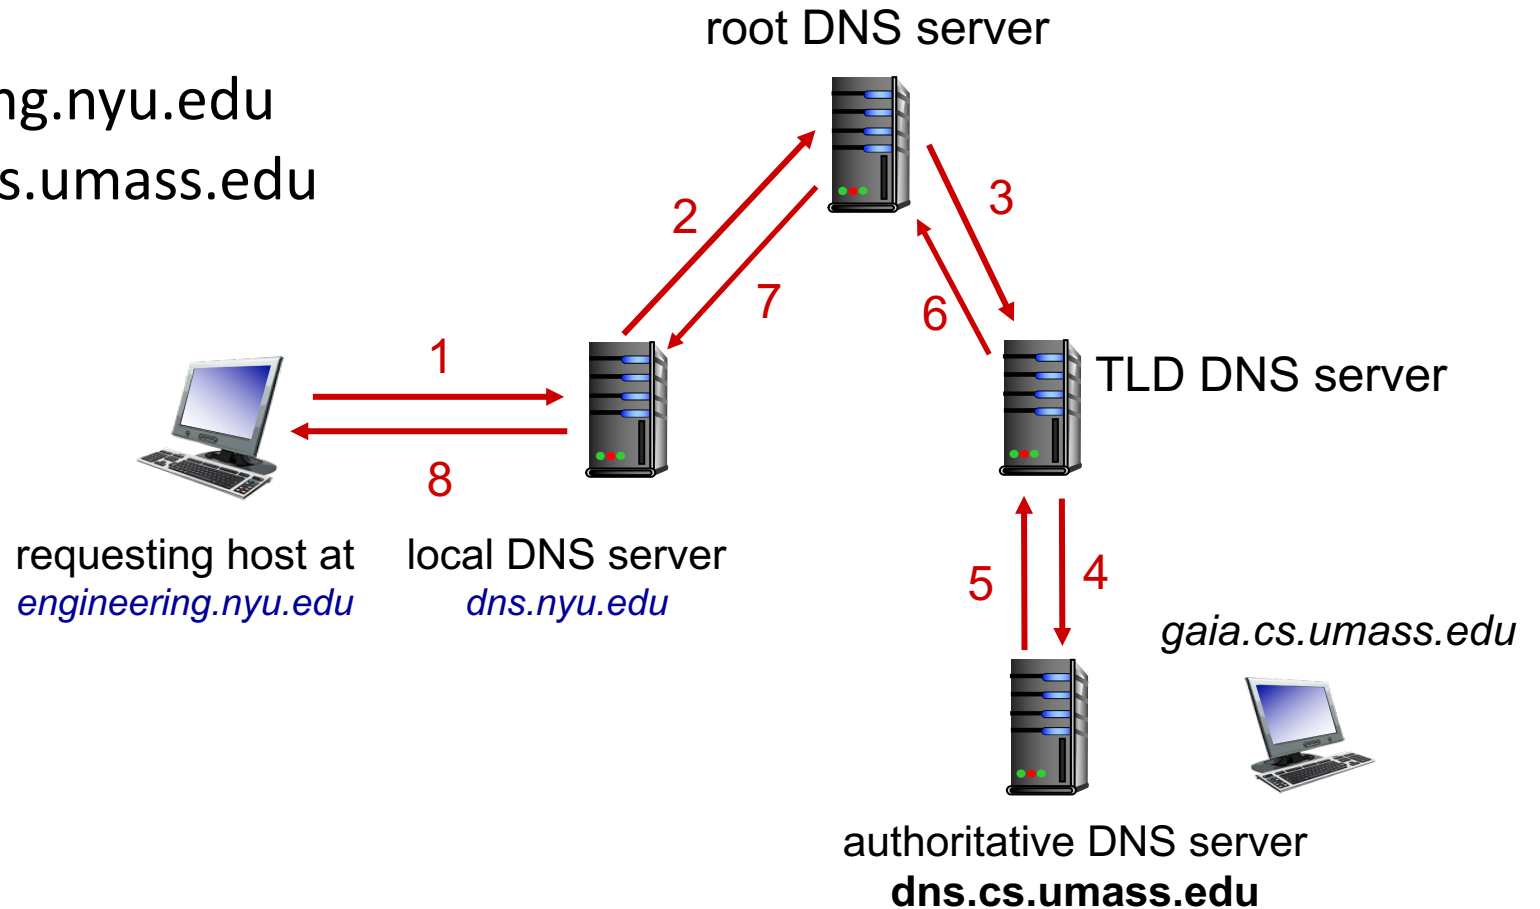 root DNS server
ng.nyu.edu
s.umass.edu
2
3
7
6
1
TLD DNS server
8
requesting host at
engineering.nyu.edu
local DNS server
dns.nyu.edu
5
4
gaia.cs.umass.edu
authoritative DNS server
dns.cs.umass.edu